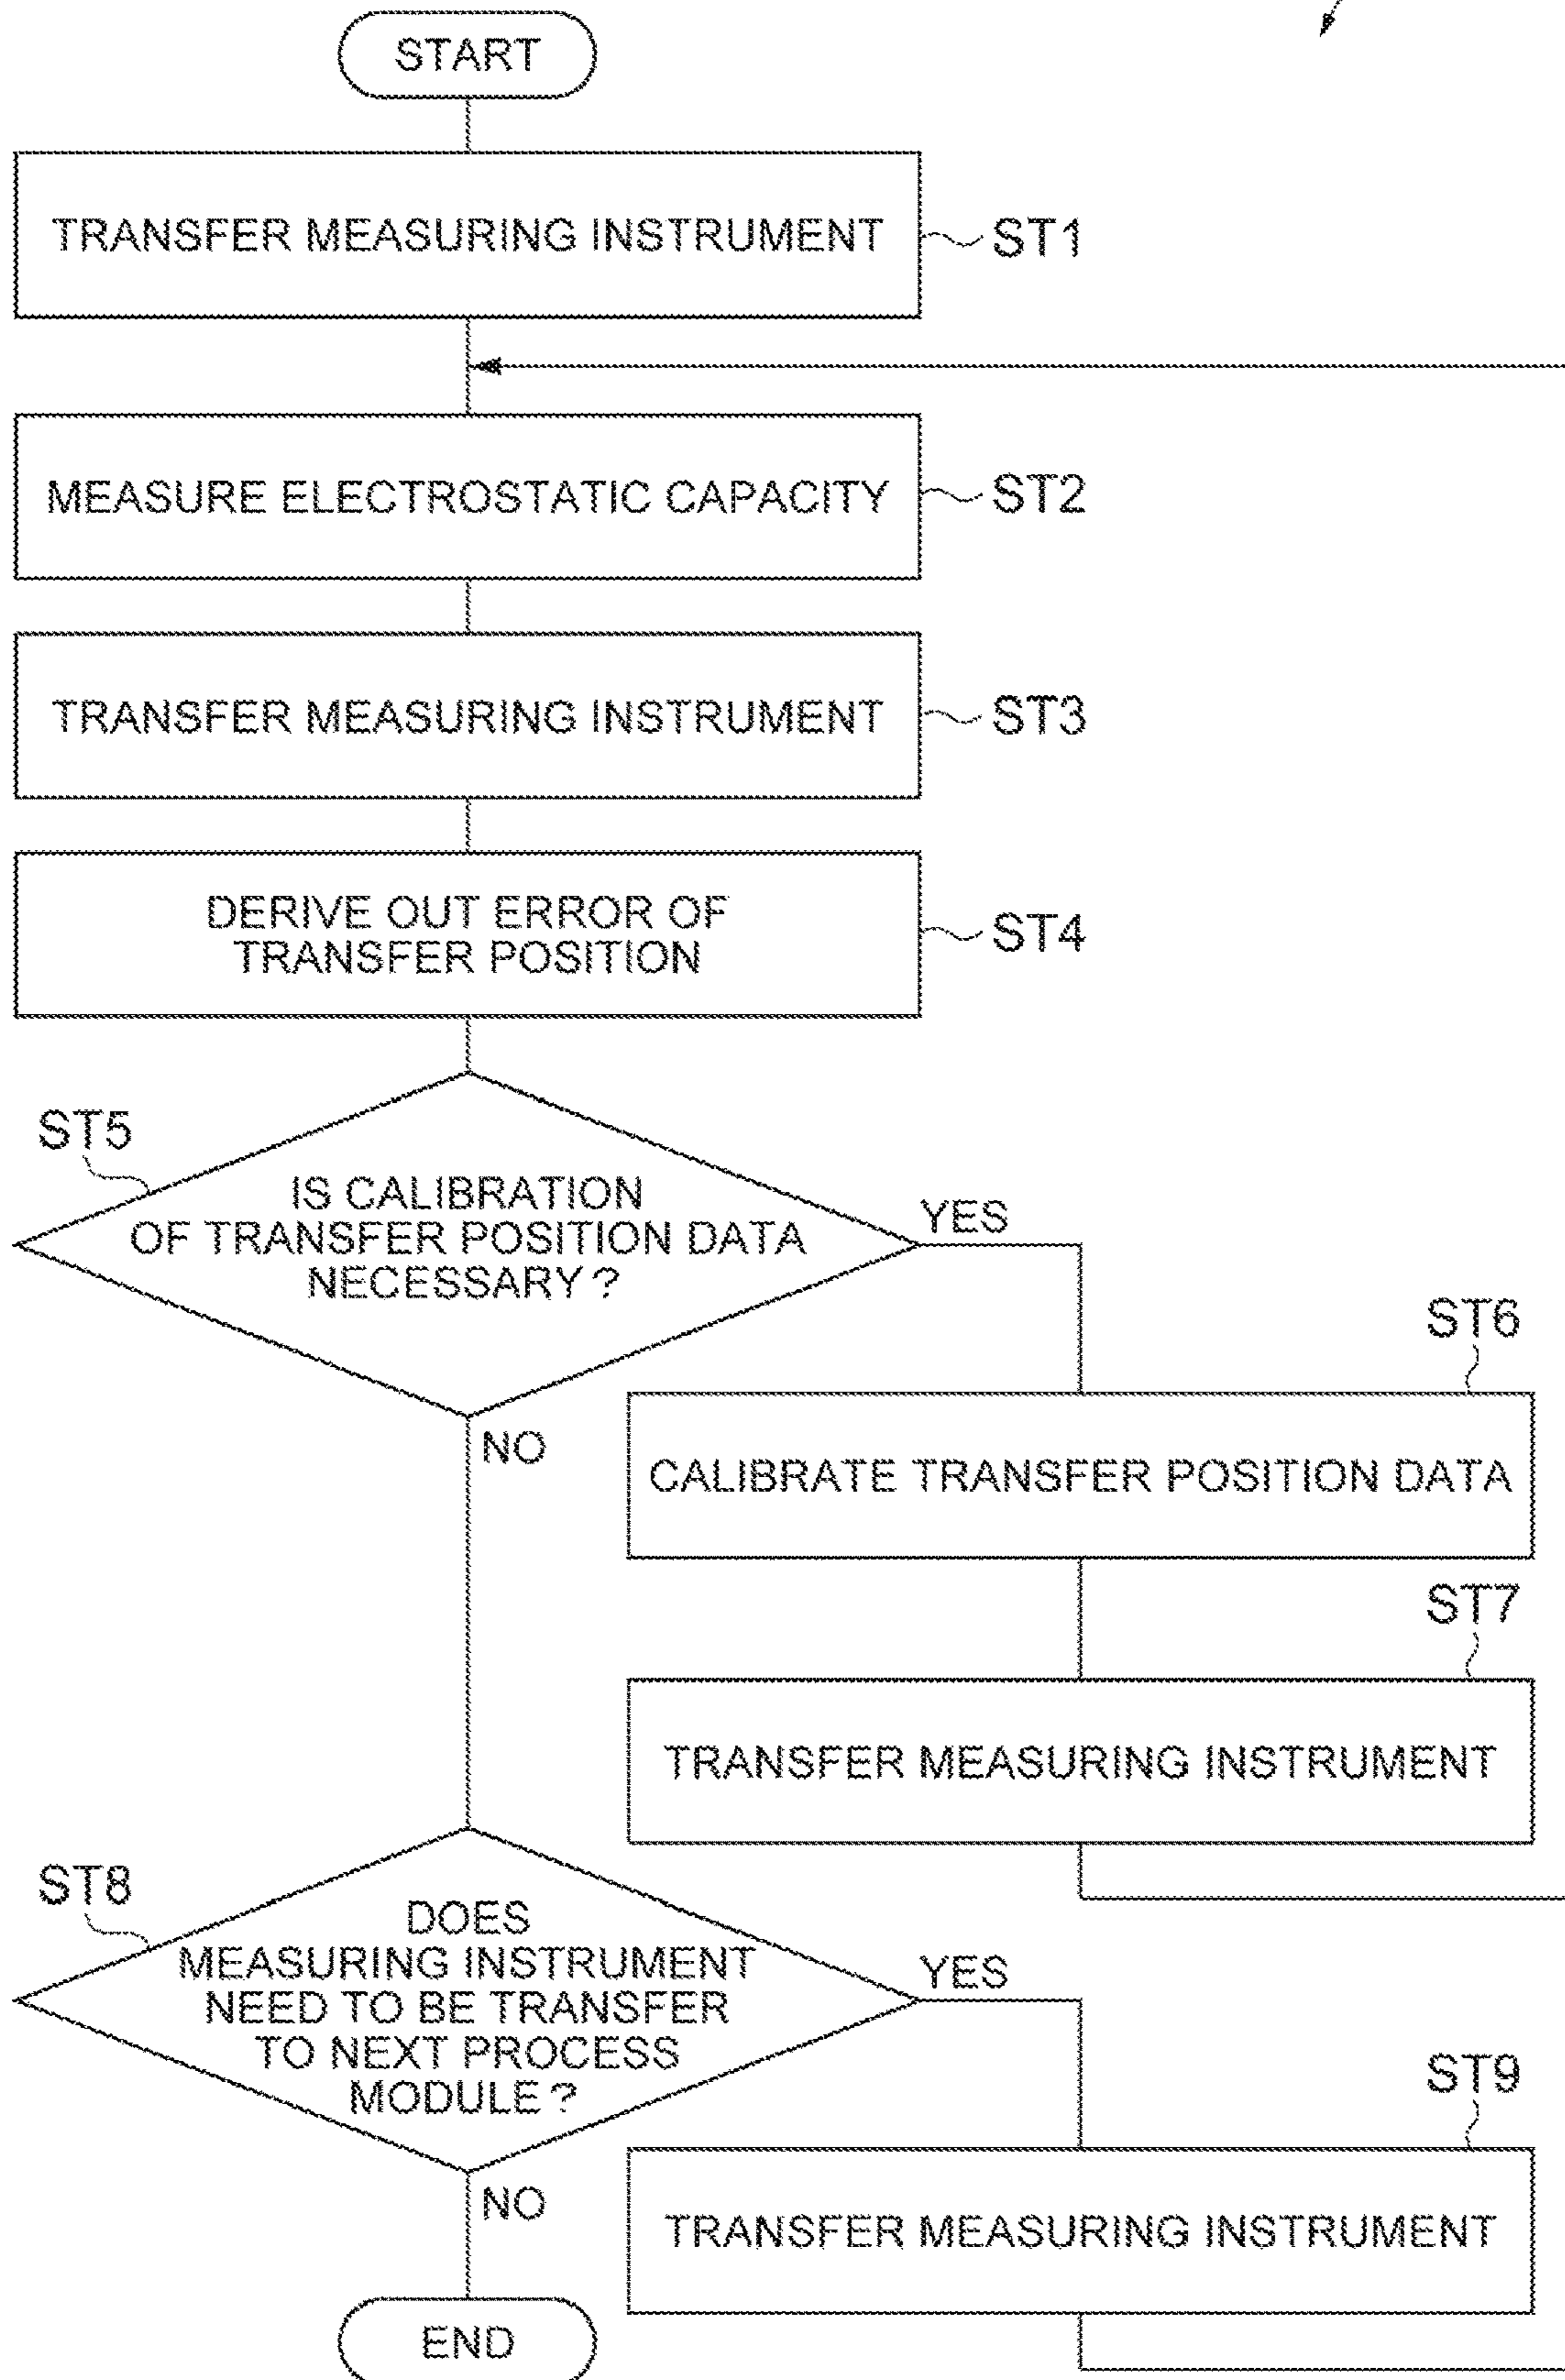 START
TRANSFER MEASURING INSTRUMENT
ST1
MEASURE ELECTROSTATIC CAPACITY
ST2
TRANSFER MEASURING INSTRUMENT
ST3
DERIVE OUT ERROR OF
TRANSFER POSITION
ST4
ST5
IS CALIBRATION
OF TRANSFER POSITION DATA
NECESSARY ?
YES
NO
ST6
CALIBRATE TRANSFER POSITION DATA
ST7
TRANSFER MEASURING INSTRUMENT
ST8
DOES
MEASURING INSTRUMENT
NEED TO BE TRANSFER
TO NEXT PROCESS
MODULE ?
YES
NO
ST9
TRANSFER MEASURING INSTRUMENT
END